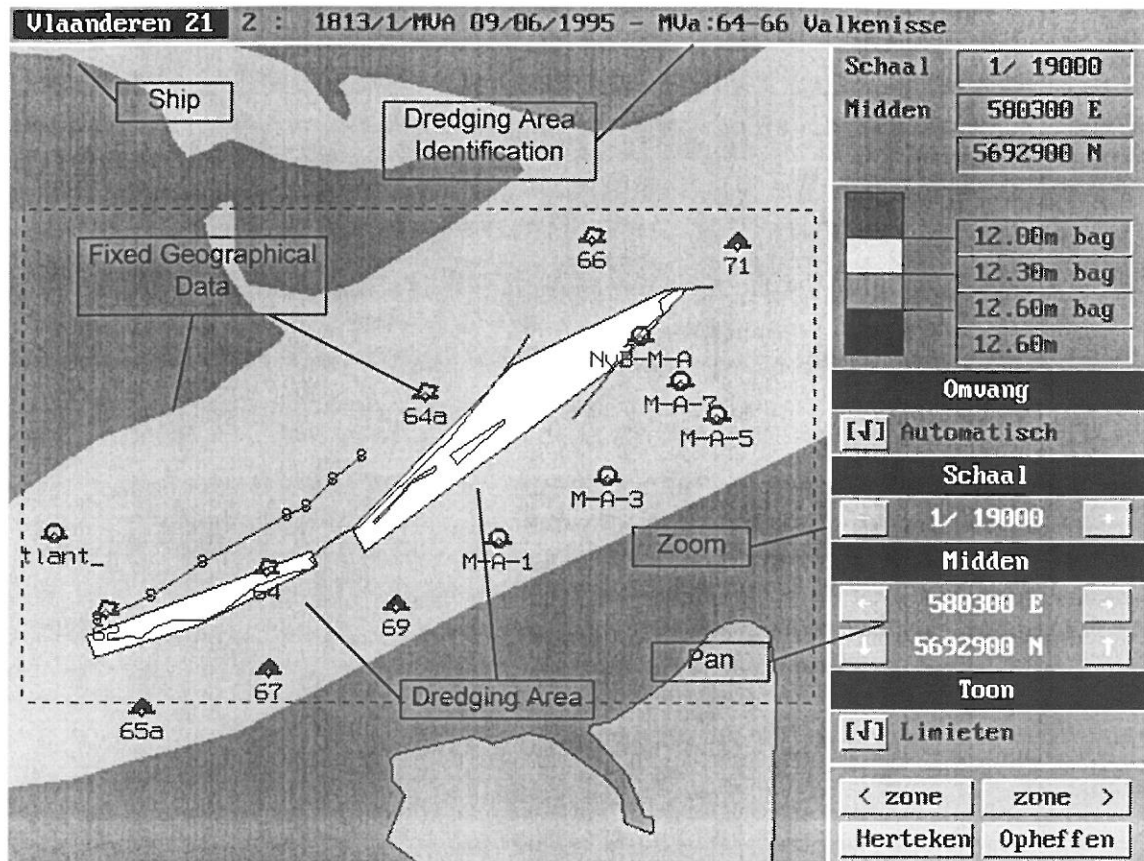 Vlaanderen 21 2 : 1813/1/MVA 09/06/1995 - MVa:64-66 Valkenisse
Ship
Dredging Area
Identification
Fixed Geographical
Data
66
71
NvB-M-A
M-A-7
M-A-5
64a
M-A-3
tlant_
M-A-1
Zoom
64
62
69
Pan
67
Dredging Area
65a
Schaal 1/ 19000
Midden 580300 E
5692900 N
12.00m bag
12.30m bag
12.60m bag
12.60m
Omvang
[√] Automatisch
Schaal
- 1/ 19000 +
Midden
← 580300 E →
↓ 5692900 N ↑
Toon
[√] Limieten
< zone zone >
Herteken Opheffen